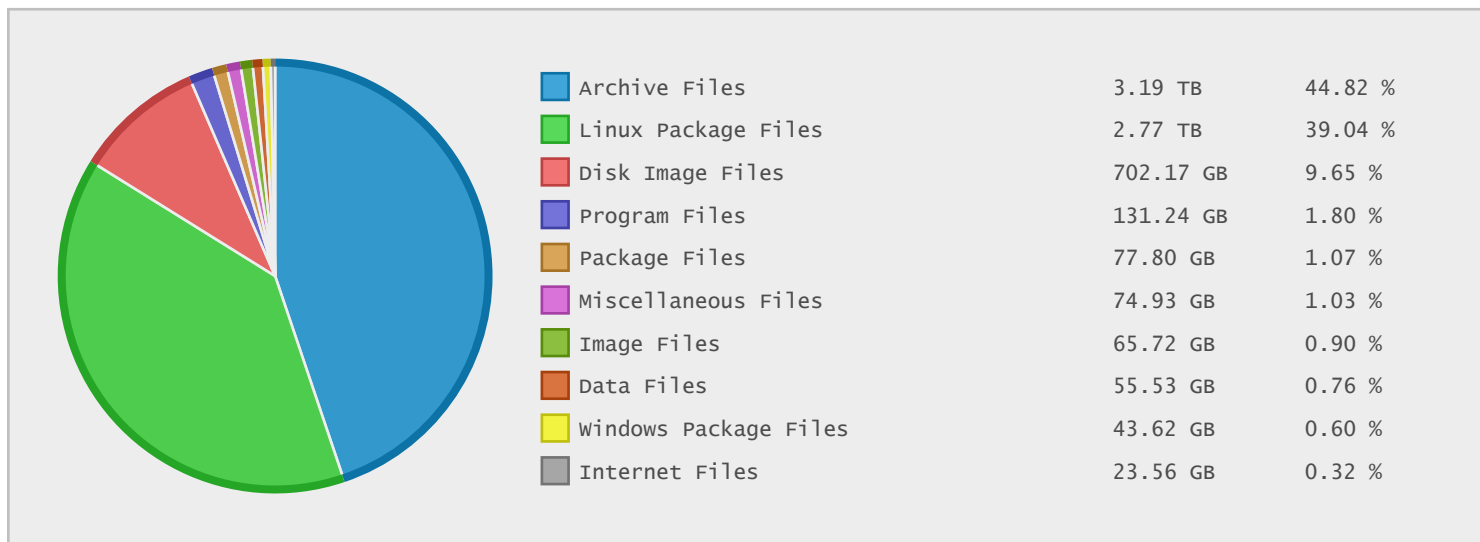 Archive Files 3.19 TB 44.82 %
Linux Package Files 2.77 TB 39.04 %
Disk Image Files 702.17 GB 9.65 %
Program Files 131.24 GB 1.80 %
Package Files 77.80 GB 1.07 %
Miscellaneous Files 74.93 GB 1.03 %
Image Files 65.72 GB 0.90 %
Data Files 55.53 GB 0.76 %
Windows Package Files 43.62 GB 0.60 %
Internet Files 23.56 GB 0.32 %